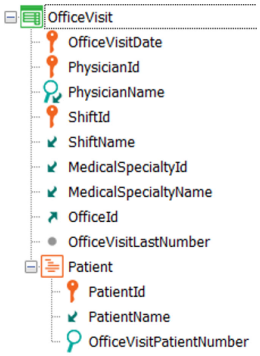 OfficeVisit
OfficeVisitDate
PhysicianId
PhysicianName
ShiftId
ShiftName
MedicalSpecialtyId
MedicalSpecialtyName
OfficeId
OfficeVisitLastNumber
Patient
PatientId
PatientName
OfficeVisitPatientNumber